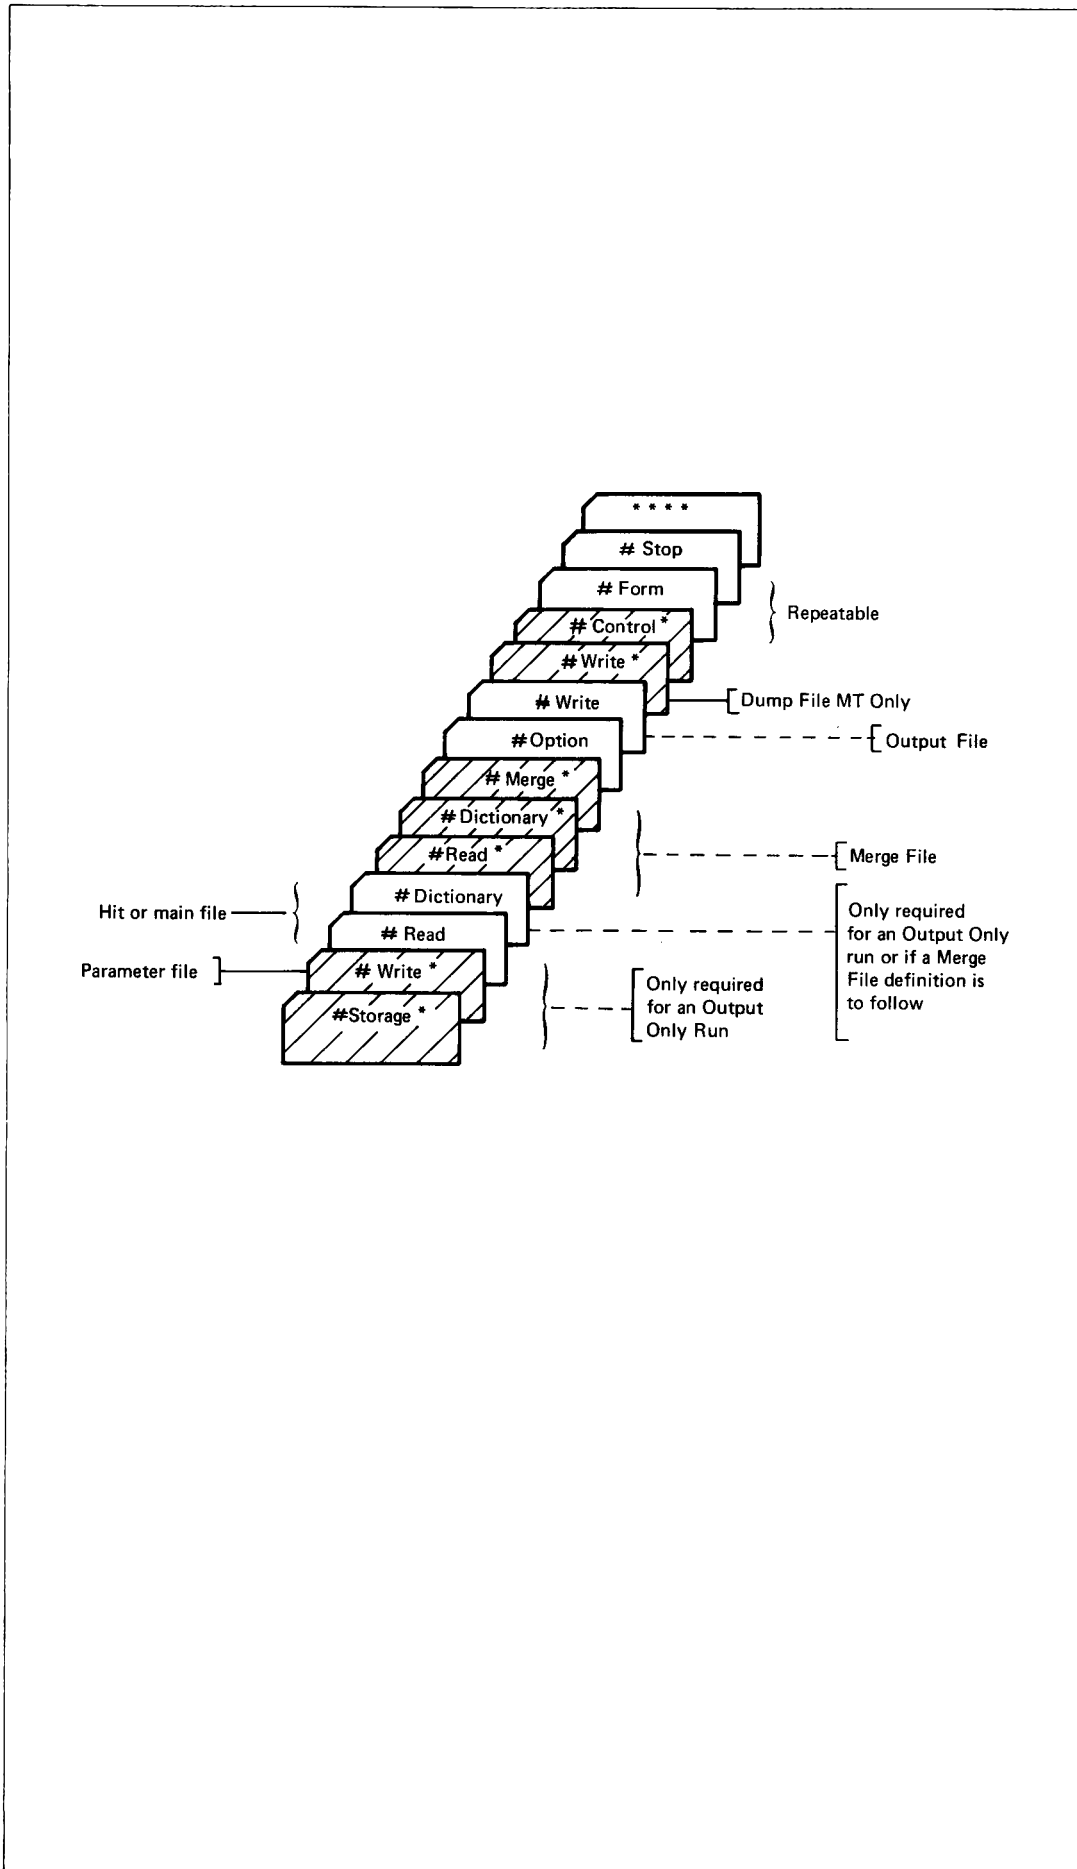 * * * *
# Stop
# Form
Repeatable
# Control *
# Write *
Dump File MT Only
# Write
Output File
# Option
# Merge *
# Dictionary *
# Read *
Merge File
# Dictionary
Hit or main file
# Read
Only required
for an Output Only
run or if a Merge
File definition is
to follow
Parameter file
# Write *
# Storage *
Only required
for an Output
Only Run